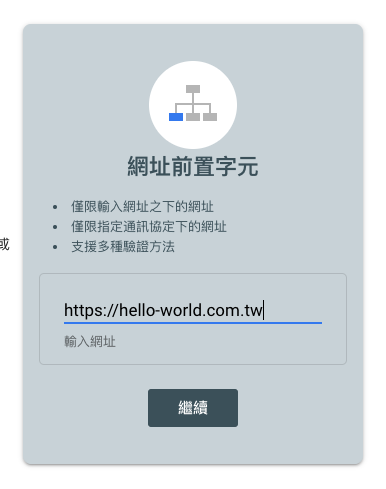 網址前置字元
僅限輸入網址之下的網址
僅限指定通訊協定下的網址
支援多種驗證方法
或
https://hello-world.com.tw
輸入網址
繼續